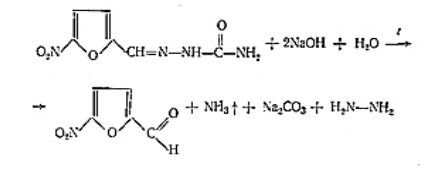 O
O₂N O CH=N—NH—C—NH₂ + 2NaOH + H₂O t →
→ O₂N O C O H + NH₃↑ + Na₂CO₃ + H₂N—NH₂